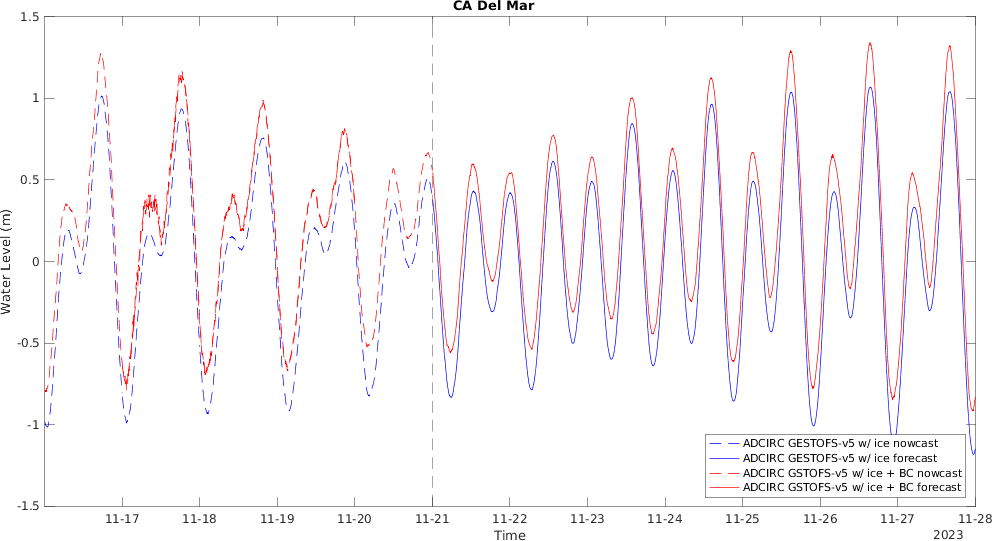 CA Del Mar
1.5
1
0.5
0
-0.5
-1
-1.5
Water Level (m)
11-17 11-18 11-19 11-20 11-21 11-22 11-23 11-24 11-25 11-26 11-27 11-28
Time
2023
ADCIRC GESTOFS-v5 w/ ice nowcast
ADCIRC GESTOFS-v5 w/ ice forecast
ADCIRC GSTOFS-v5 w/ ice + BC nowcast
ADCIRC GSTOFS-v5 w/ ice + BC forecast